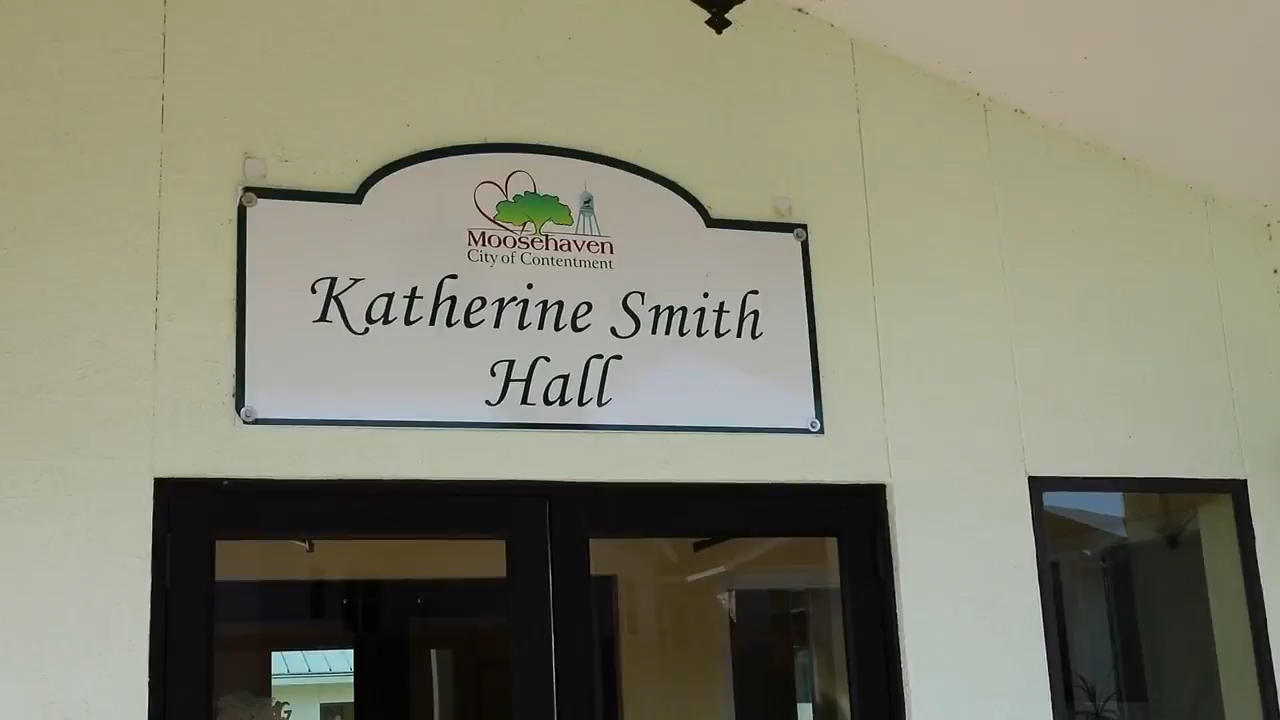 Moosehaven
City of Contentment
Katherine Smith
Hall